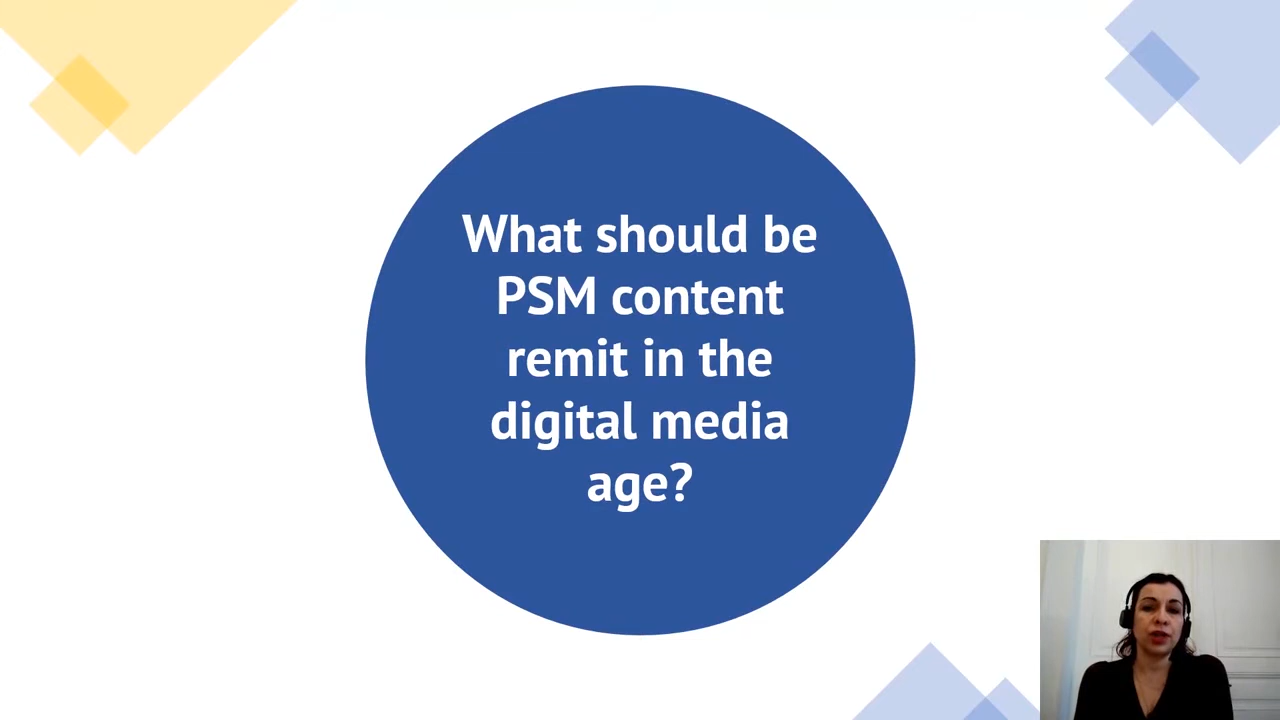 What should be
PSM content
remit in the
digital media
age?